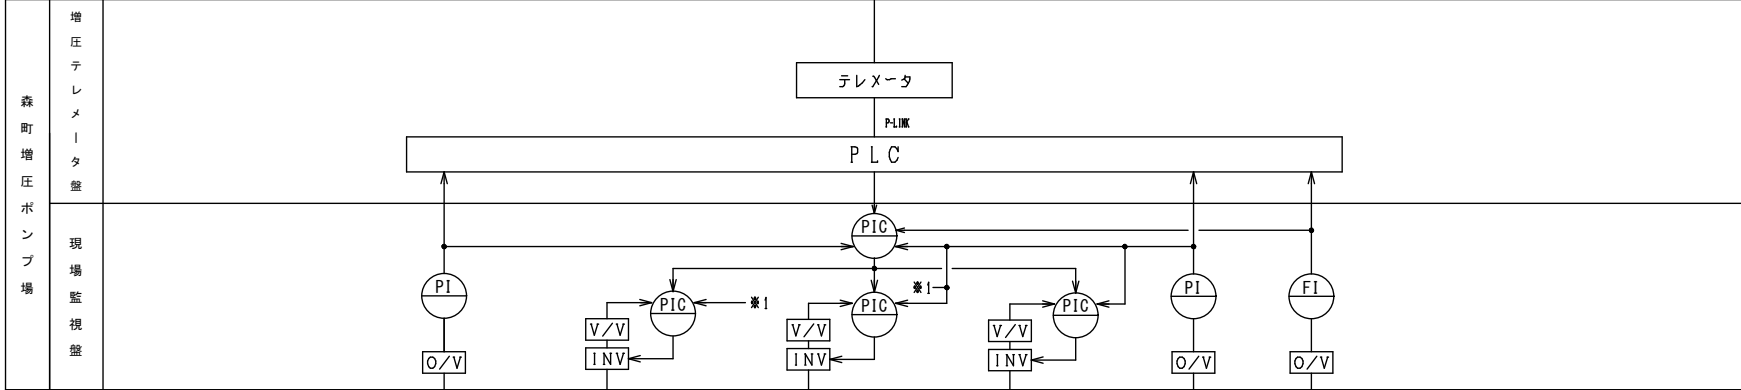 森町増圧ポンプ場
増圧テレメータ盤
テレメータ
P-LINK
PLC
現場監視盤
PIC
PI
PIC
※1
※1
PIC
PIC
PI
FI
V/V
V/V
V/V
INV
INV
INV
O/V
O/V
O/V